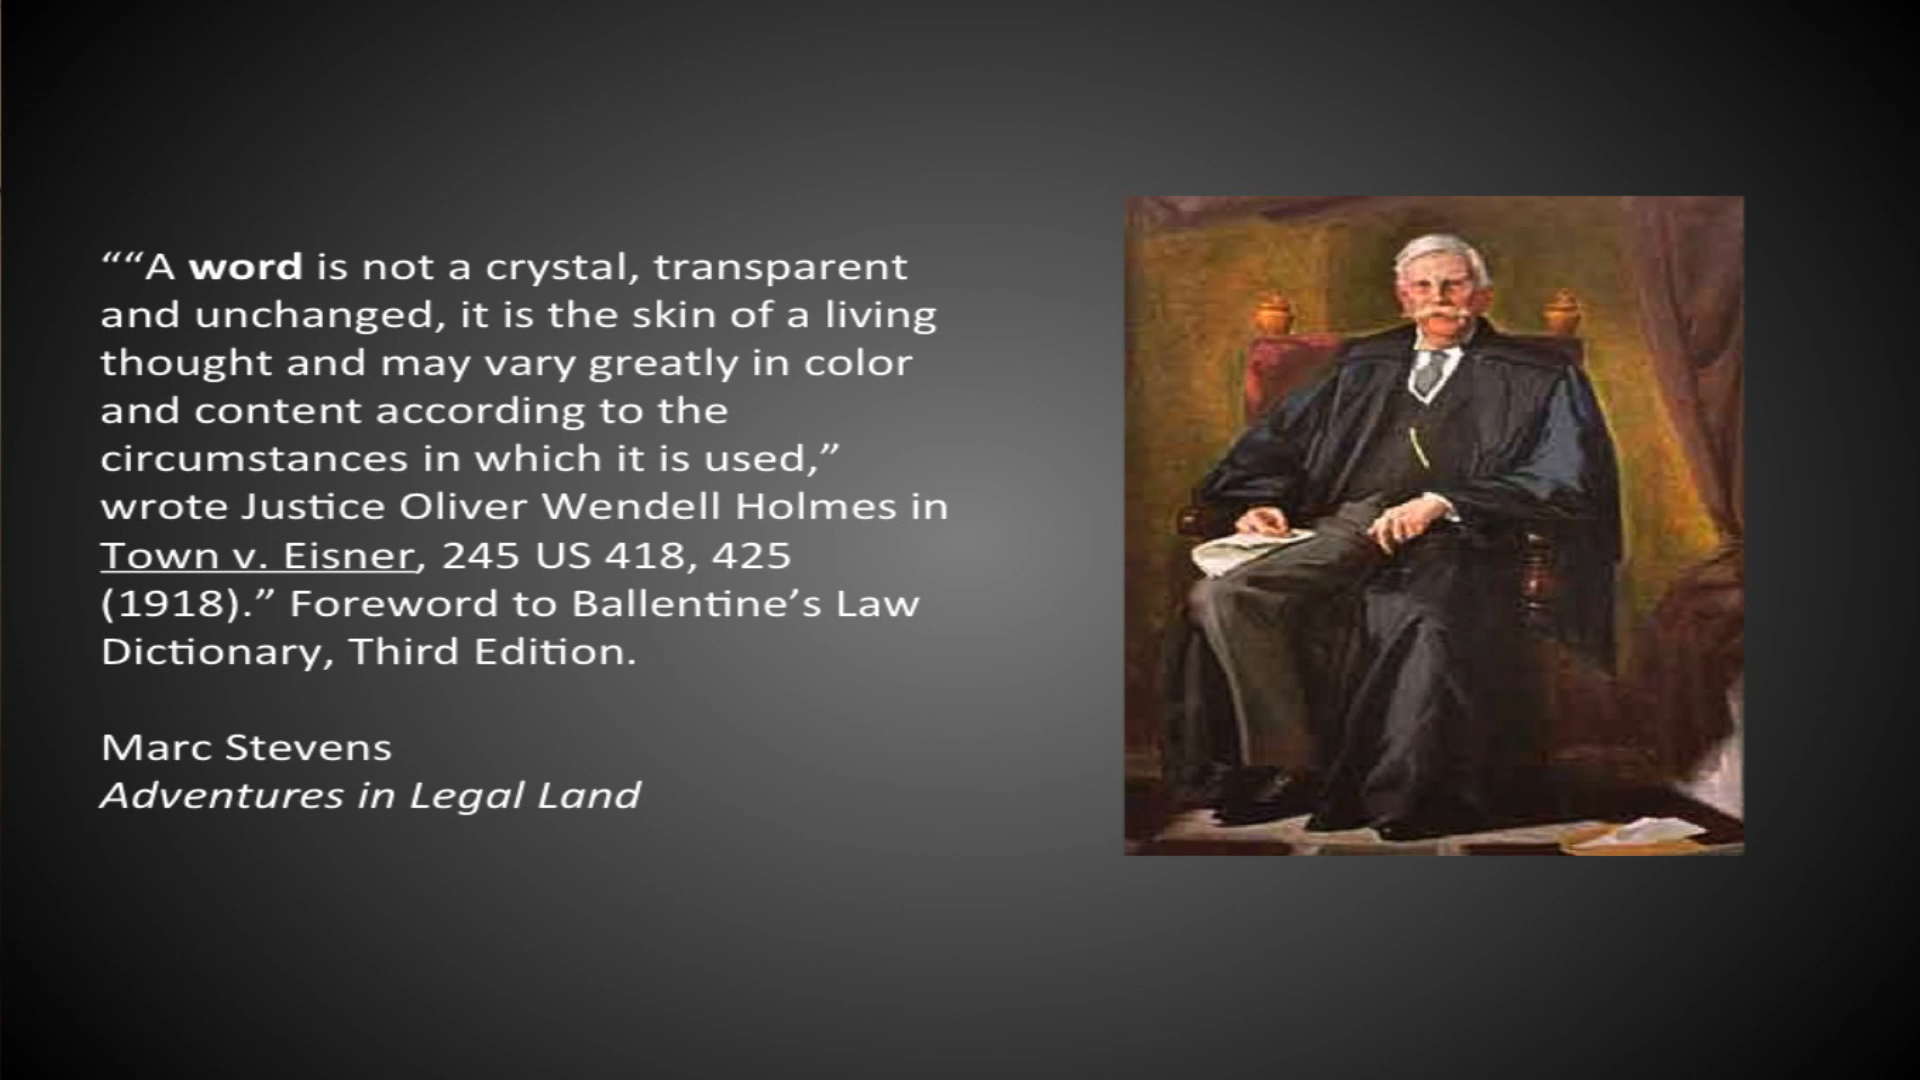 ““A word is not a crystal, transparent
and unchanged, it is the skin of a living
thought and may vary greatly in color
and content according to the
circumstances in which it is used,”
wrote Justice Oliver Wendell Holmes in
Town v. Eisner, 245 US 418, 425
(1918).” Foreword to Ballentine’s Law
Dictionary, Third Edition.
Marc Stevens
Adventures in Legal Land